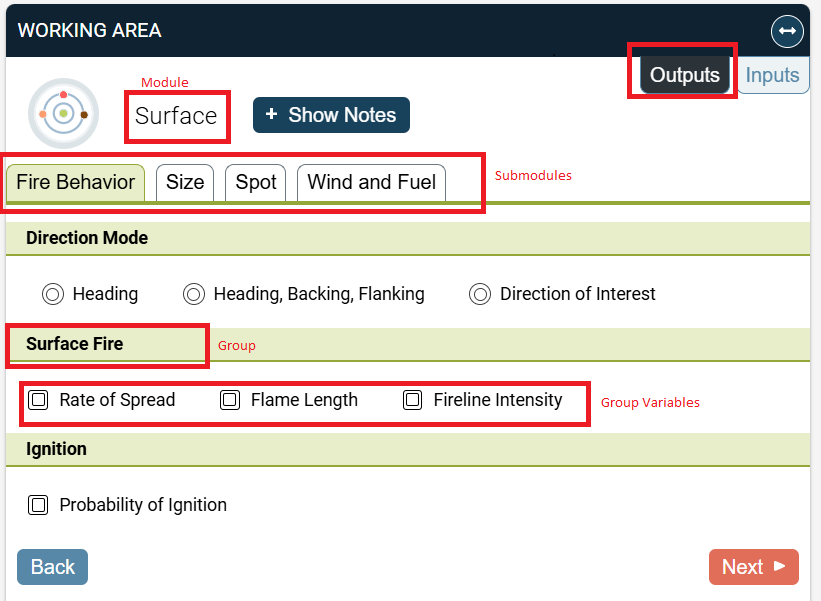 WORKING AREA
Outputs
Inputs
Module
Surface
+ Show Notes
Fire Behavior
Size
Spot
Wind and Fuel
Submodules
Direction Mode
Heading
Heading, Backing, Flanking
Direction of Interest
Surface Fire
Group
Rate of Spread
Flame Length
Fireline Intensity
Group Variables
Ignition
Probability of Ignition
Back
Next